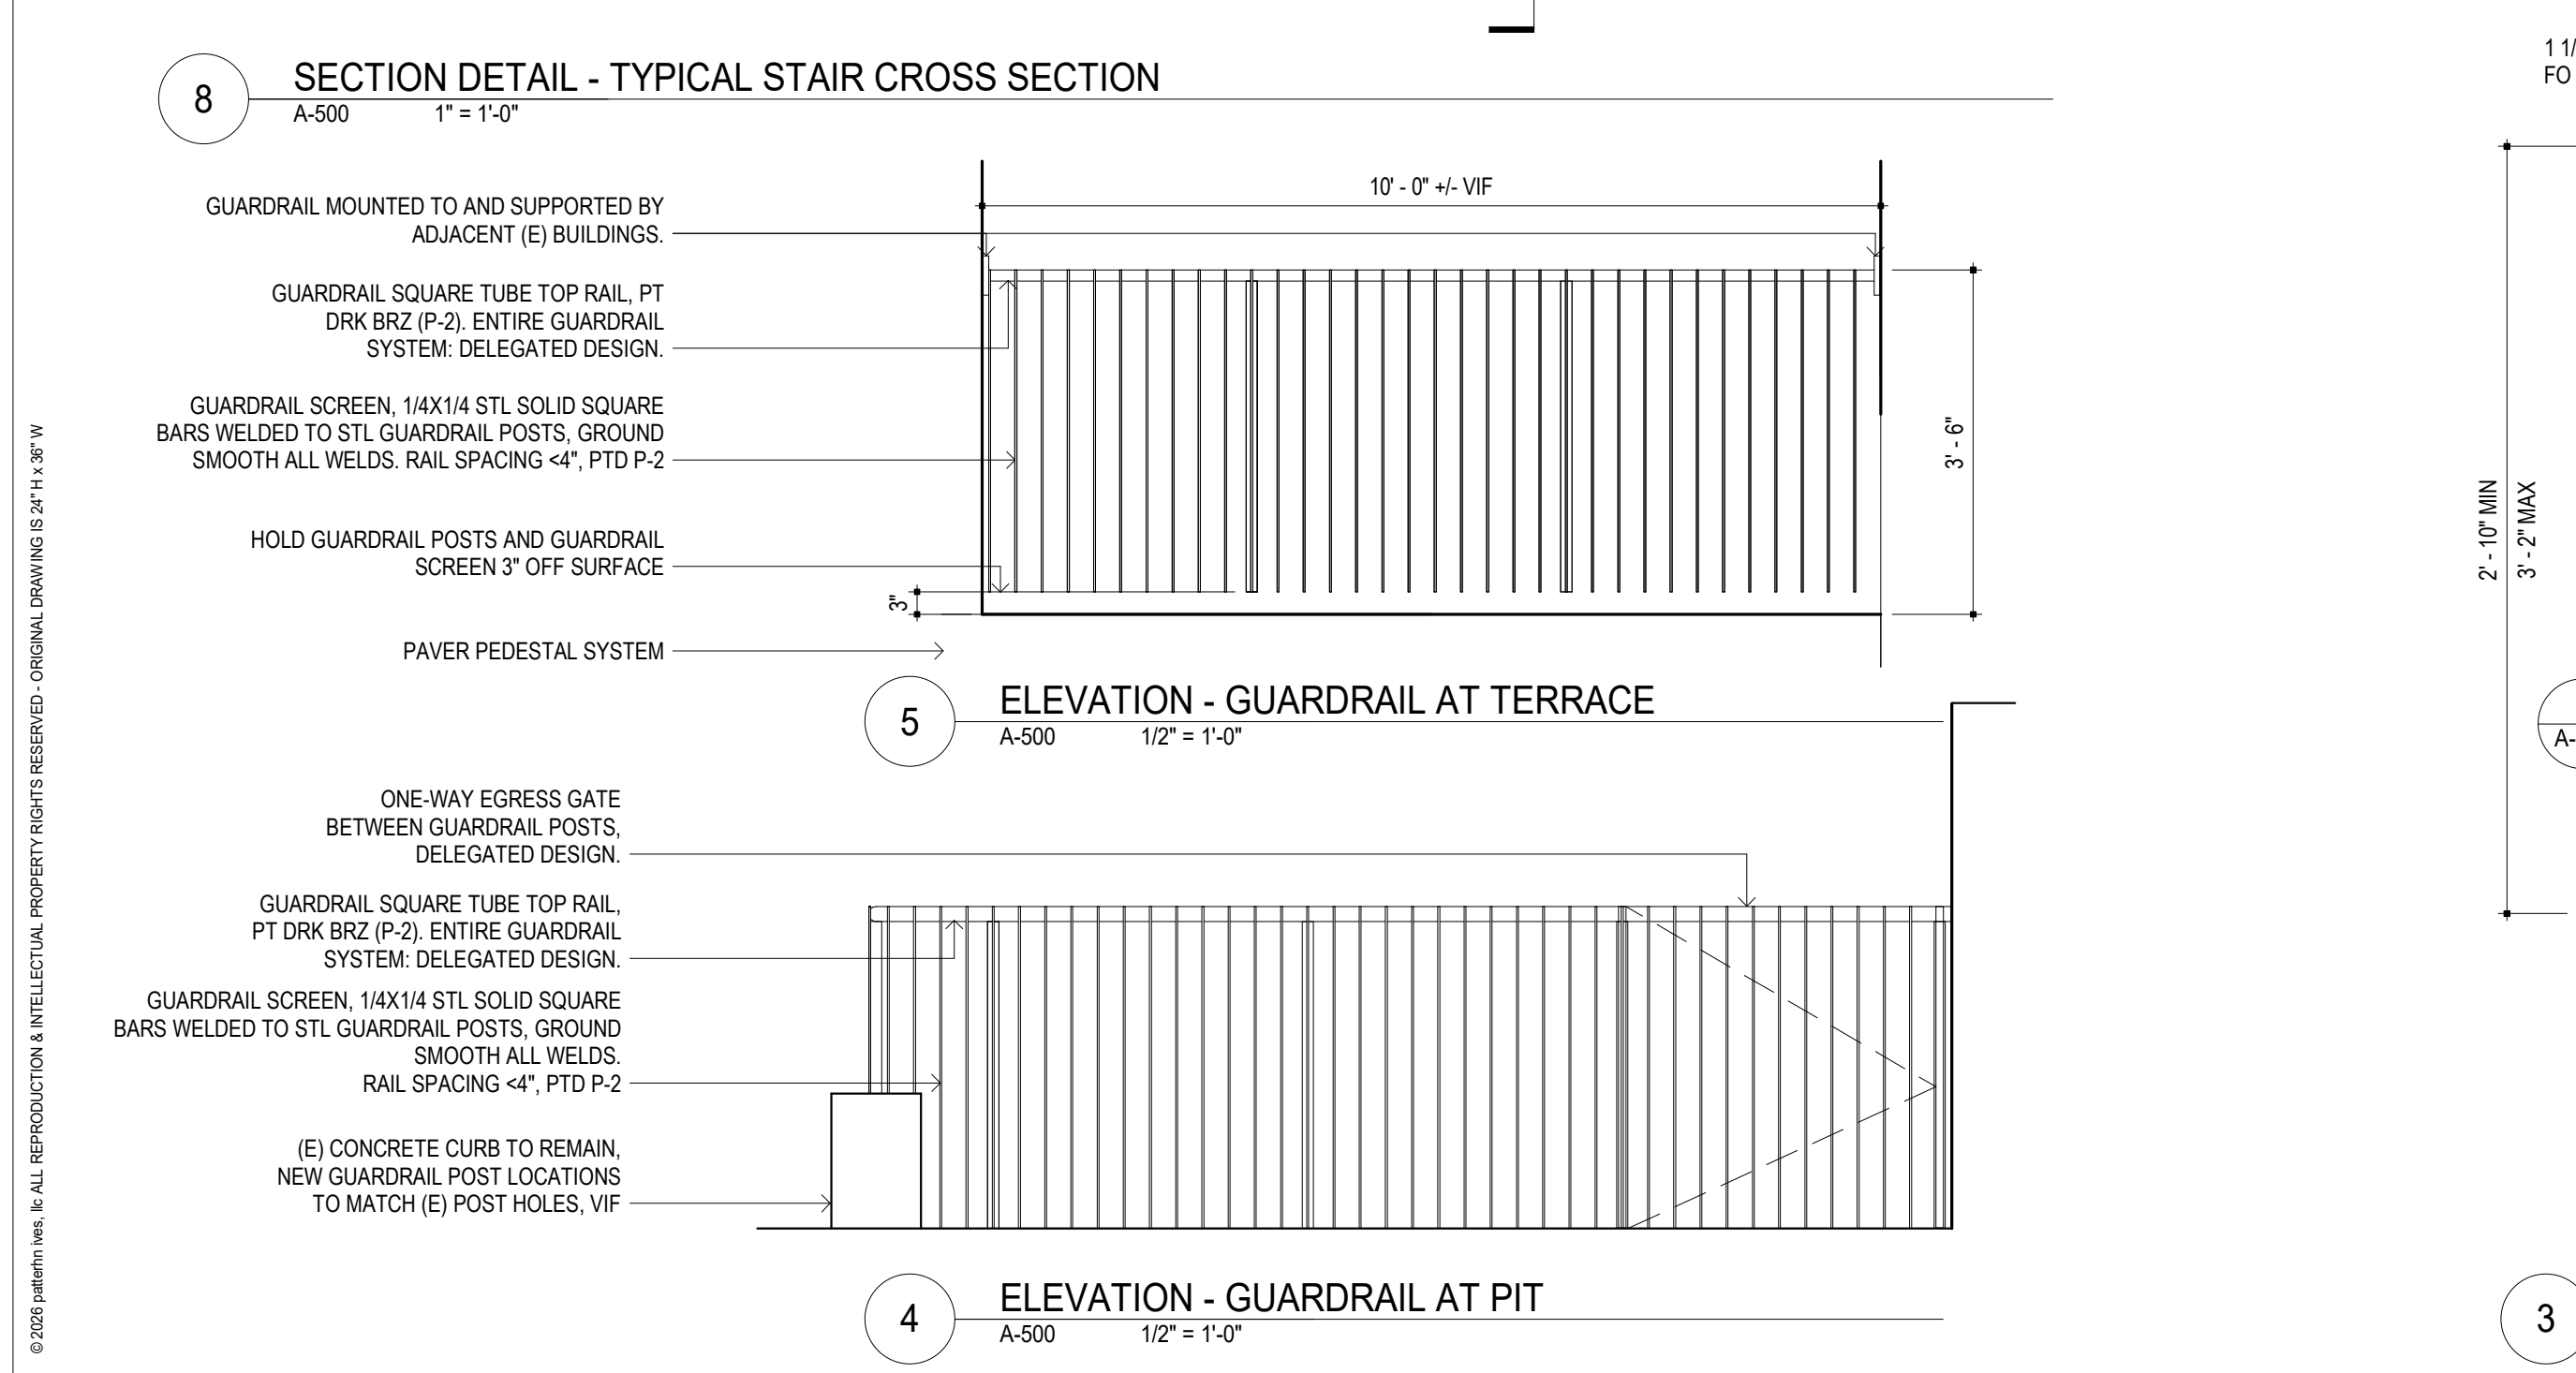 8
SECTION DETAIL - TYPICAL STAIR CROSS SECTION
A-500 1" = 1'-0"
1 1/
FO
10' - 0" +/- VIF
GUARDRAIL MOUNTED TO AND SUPPORTED BY
ADJACENT (E) BUILDINGS.
GUARDRAIL SQUARE TUBE TOP RAIL, PT
DRK BRZ (P-2). ENTIRE GUARDRAIL
SYSTEM: DELEGATED DESIGN.
GUARDRAIL SCREEN, 1/4X1/4 STL SOLID SQUARE
BARS WELDED TO STL GUARDRAIL POSTS, GROUND
SMOOTH ALL WELDS. RAIL SPACING <4", PTD P-2
3' - 6"
HOLD GUARDRAIL POSTS AND GUARDRAIL
SCREEN 3" OFF SURFACE
3"
PAVER PEDESTAL SYSTEM
2' - 10" MIN
3' - 2" MAX
5
ELEVATION - GUARDRAIL AT TERRACE
A-500 1/2" = 1'-0"
A-
ONE-WAY EGRESS GATE
BETWEEN GUARDRAIL POSTS,
DELEGATED DESIGN.
GUARDRAIL SQUARE TUBE TOP RAIL,
PT DRK BRZ (P-2). ENTIRE GUARDRAIL
SYSTEM: DELEGATED DESIGN.
GUARDRAIL SCREEN, 1/4X1/4 STL SOLID SQUARE
BARS WELDED TO STL GUARDRAIL POSTS, GROUND
SMOOTH ALL WELDS.
RAIL SPACING <4", PTD P-2
(E) CONCRETE CURB TO REMAIN,
NEW GUARDRAIL POST LOCATIONS
TO MATCH (E) POST HOLES, VIF
4
ELEVATION - GUARDRAIL AT PIT
A-500 1/2" = 1'-0"
3
© 2026 patterhn ives, llc ALL REPRODUCTION & INTELLECTUAL PROPERTY RIGHTS RESERVED - ORIGINAL DRAWING IS 24" H x 36" W